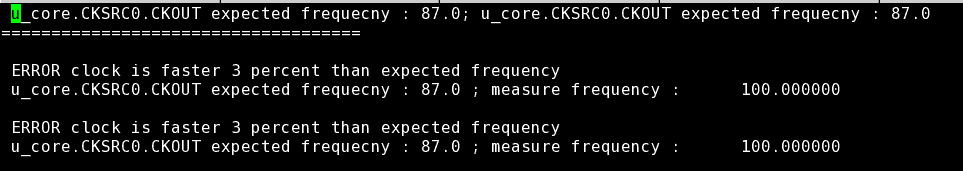 u_core.CKSRC0.CKOUT expected frequecny : 87.0; u_core.CKSRC0.CKOUT expected frequecny : 87.0
====================================
ERROR clock is faster 3 percent than expected frequency
u_core.CKSRC0.CKOUT expected frequecny : 87.0 ; measure frequency :      100.000000
ERROR clock is faster 3 percent than expected frequency
u_core.CKSRC0.CKOUT expected frequecny : 87.0 ; measure frequency :      100.000000